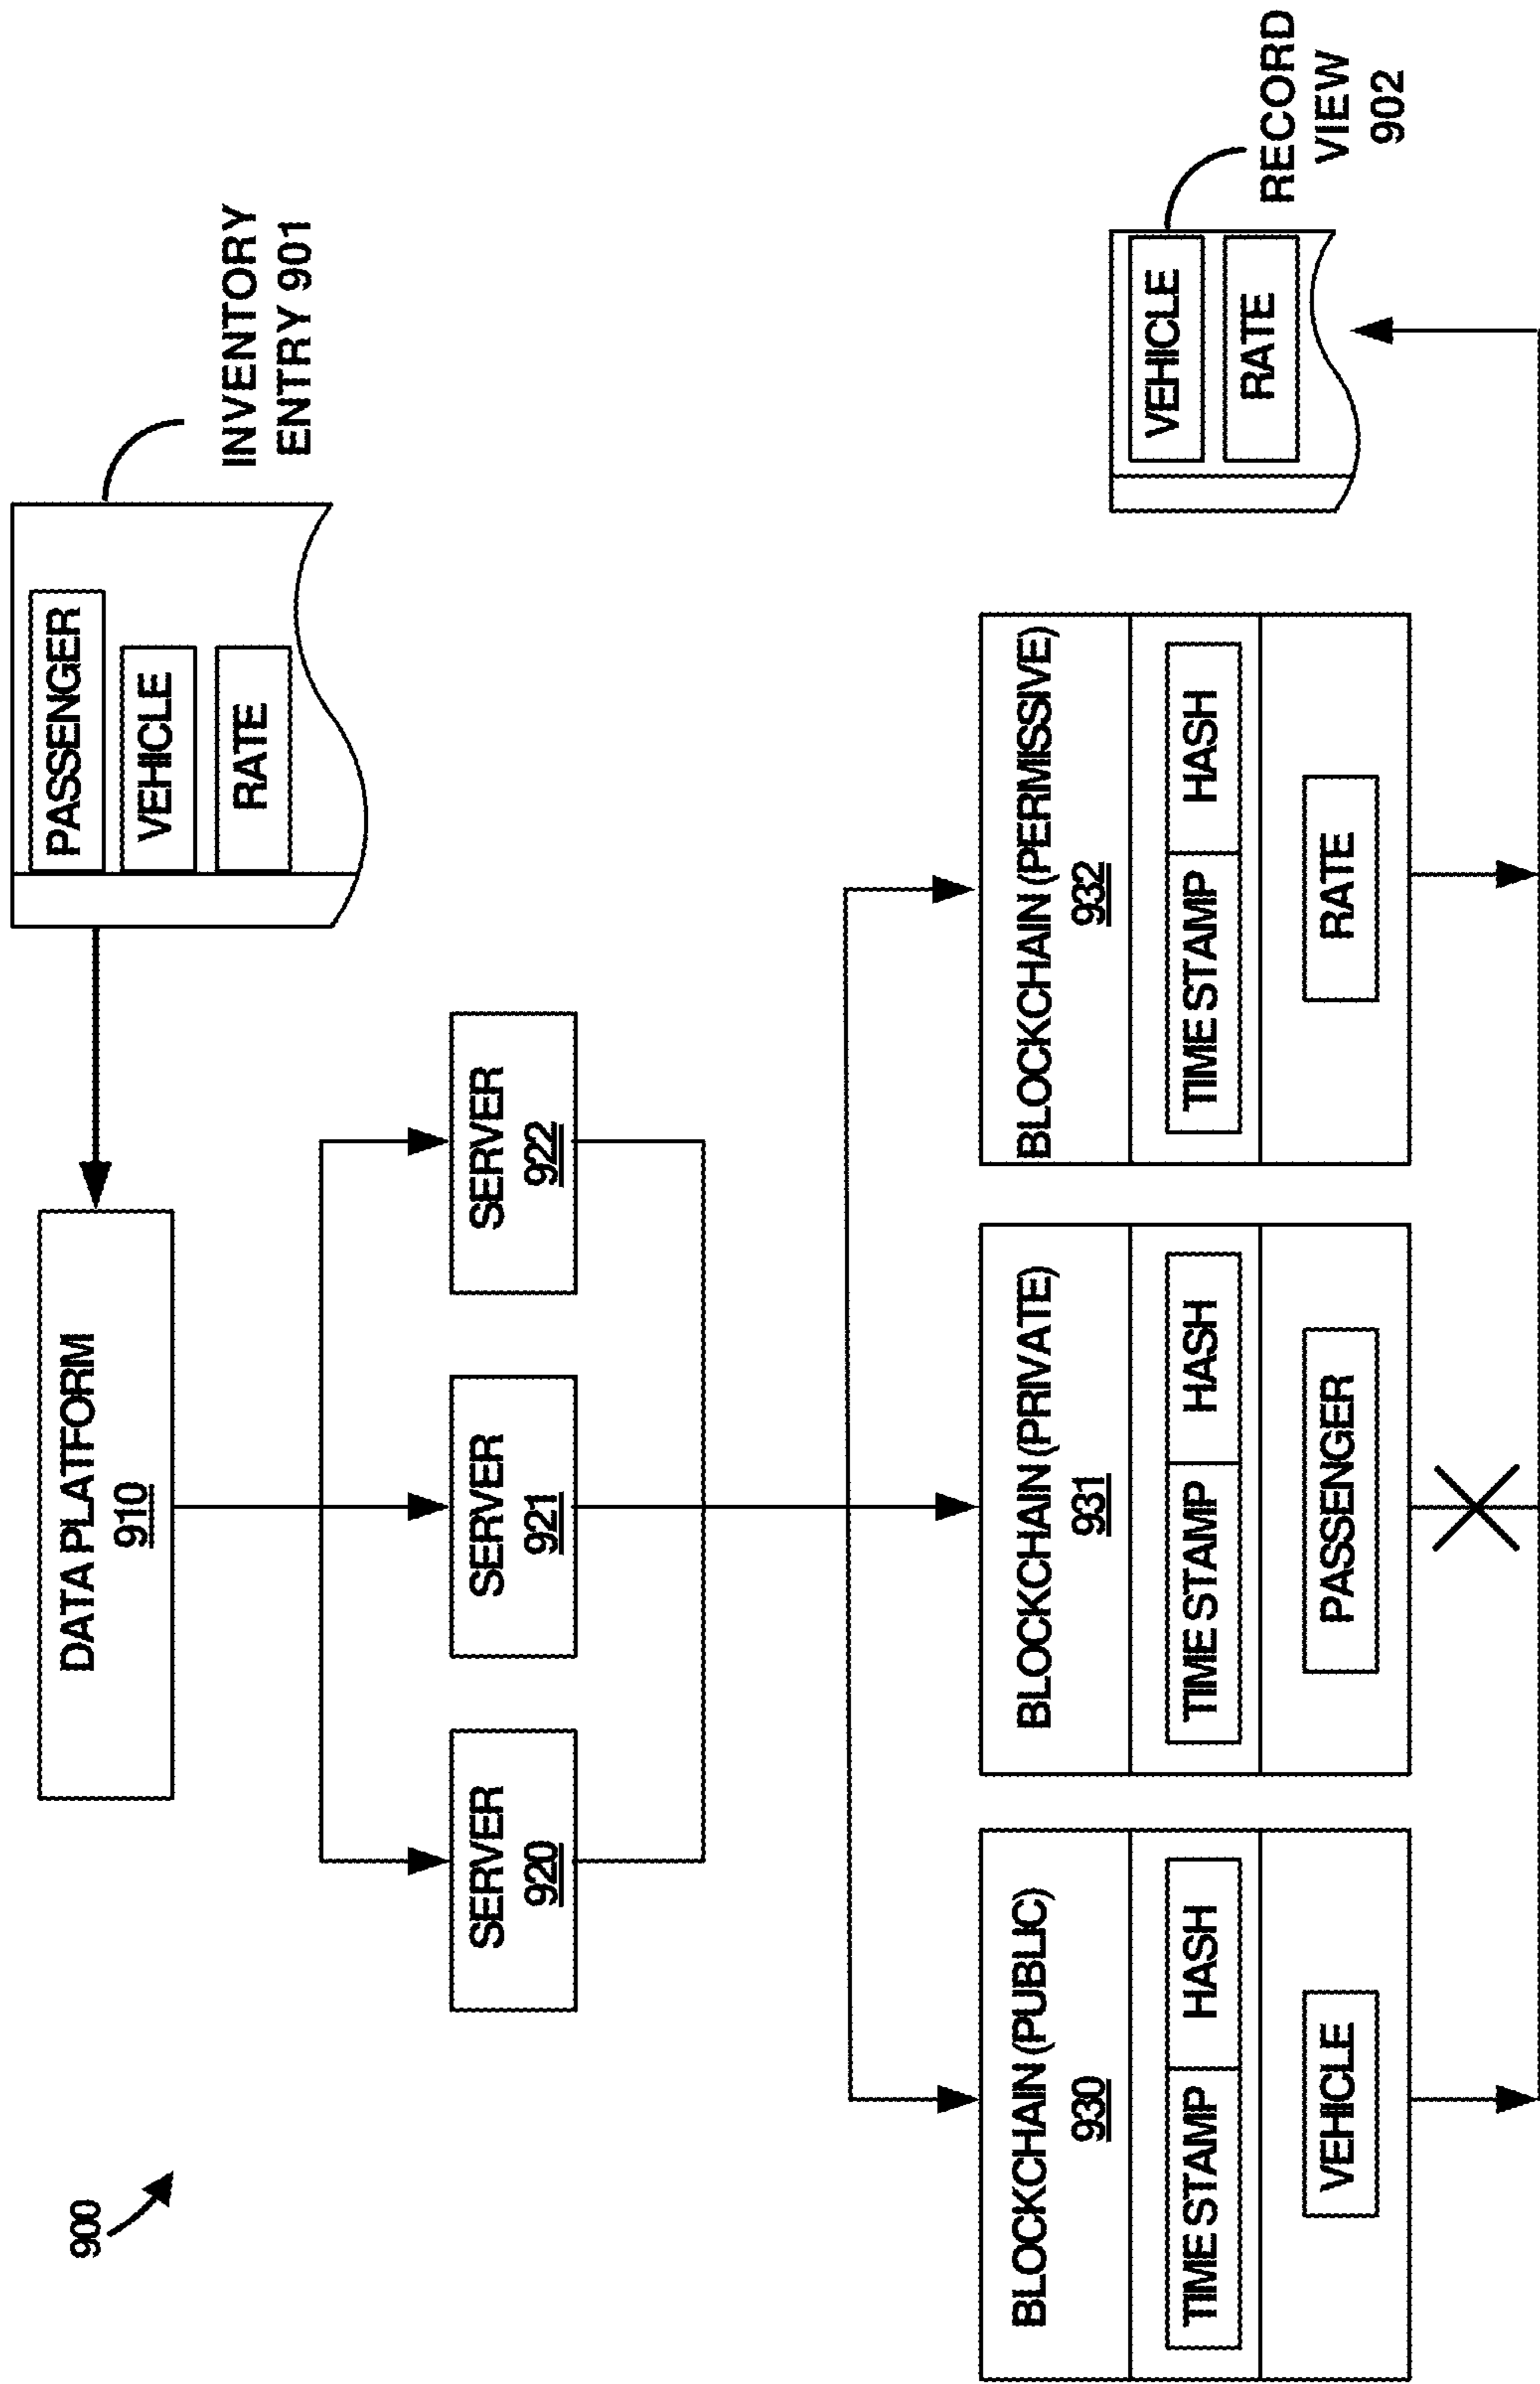 900
INVENTORY
ENTRY 901
PASSENGER
VEHICLE
RATE
DATA PLATFORM
910
SERVER
920
SERVER
921
SERVER
922
BLOCKCHAIN (PUBLIC)
930
TIME STAMP HASH
VEHICLE
BLOCKCHAIN (PRIVATE)
931
TIME STAMP HASH
PASSENGER
BLOCKCHAIN (PERMISSIVE)
932
TIME STAMP HASH
RATE
VEHICLE
RATE
RECORD
VIEW
902